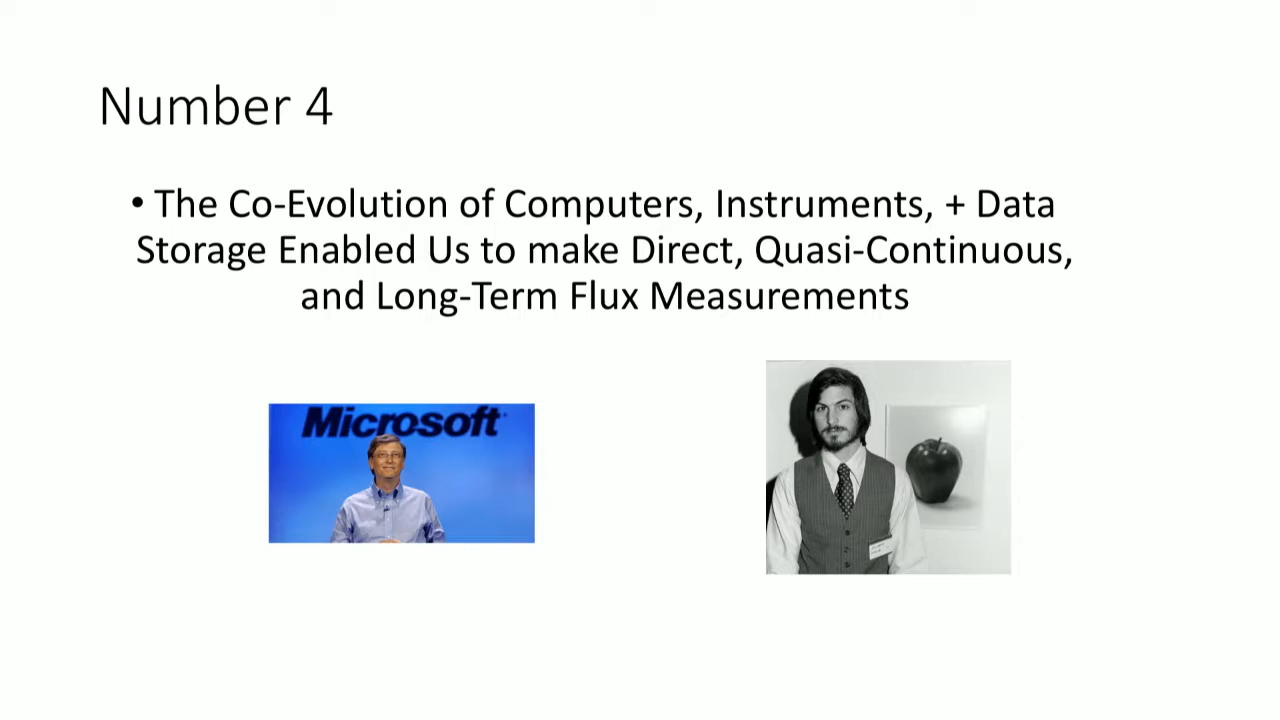 Number 4
• The Co-Evolution of Computers, Instruments, + Data
Storage Enabled Us to make Direct, Quasi-Continuous,
and Long-Term Flux Measurements
Microsoft